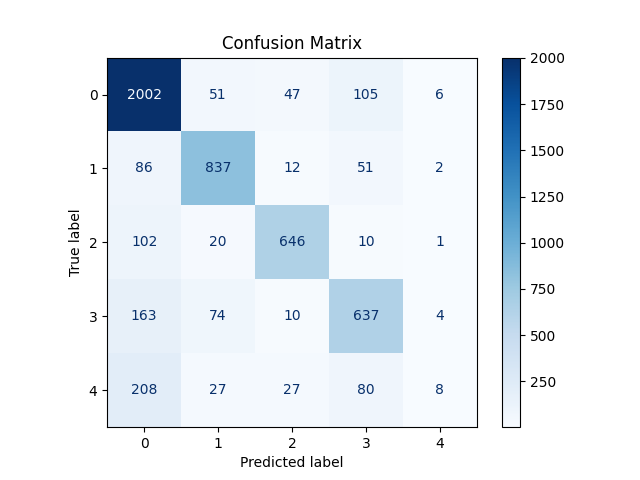 Confusion Matrix
True label
0 2002 51 47 105 6
1 86 837 12 51 2
2 102 20 646 10 1
3 163 74 10 637 4
4 208 27 27 80 8
0 1 2 3 4
Predicted label
2000
1750
1500
1250
1000
750
500
250